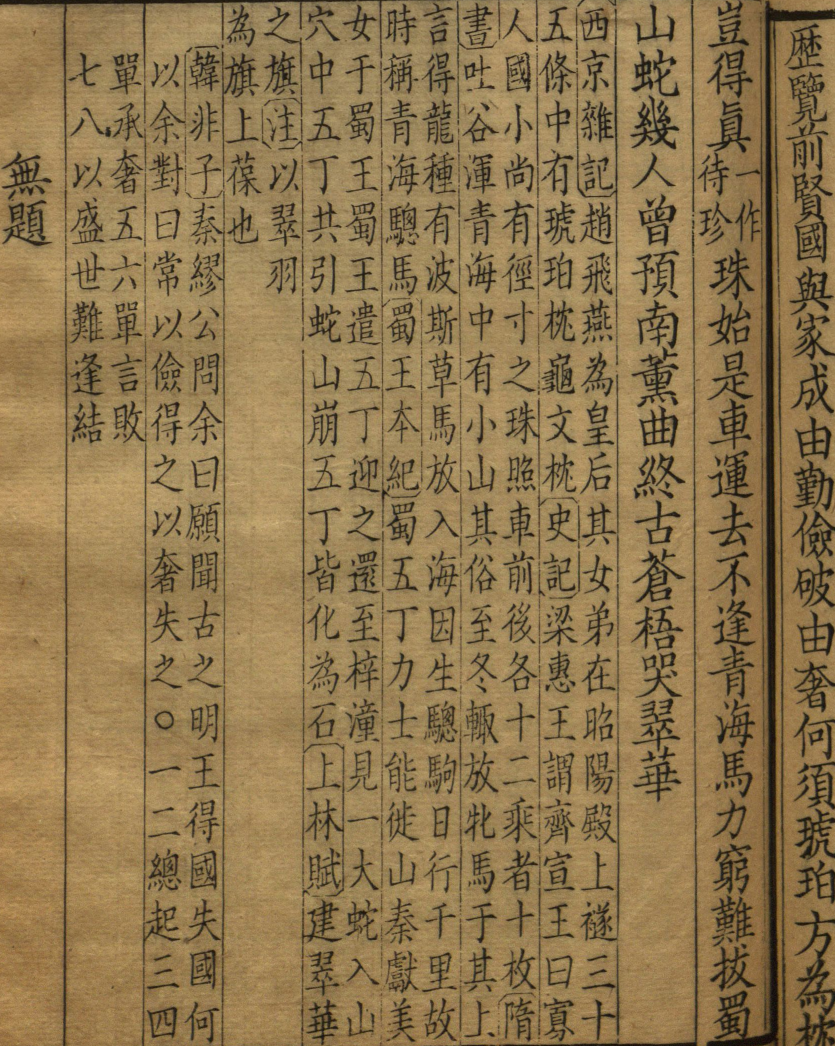 歷覽前賢國與家成由勤儉破由奢何須琥珀方為枕
豈得眞一作待珍珠始是車運去不逢青海馬力窮難拔蜀
山蛇幾人曾預南薰曲終古蒼梧哭翠華
西京雜記趙飛燕為皇后其女弟在昭陽殿上襚三十
五條中有琥珀枕龜文枕史記梁惠王謂齊宣王曰寡
人國小尚有徑寸之珠照車前後各十二乘者十枚隋
書吐谷渾青海中有小山其俗至冬輙放牝馬于其上
言得龍種有波斯草馬放入海因生驄駒日行千里故
時稱青海驄馬蜀王本紀蜀五丁力士能徙山秦獻美
女于蜀王蜀王遣五丁迎之還至梓潼見一大蛇入山
穴中五丁共引蛇山崩五丁皆化為石上林賦建翠華
之旗注以翠羽
為旗上葆也
韓非子秦繆公問余曰願聞古之明王得國失國何
以余對曰常以儉得之以奢失之○一二總起三四
單承奢五六單言敗
七八以盛世難逢結
無題